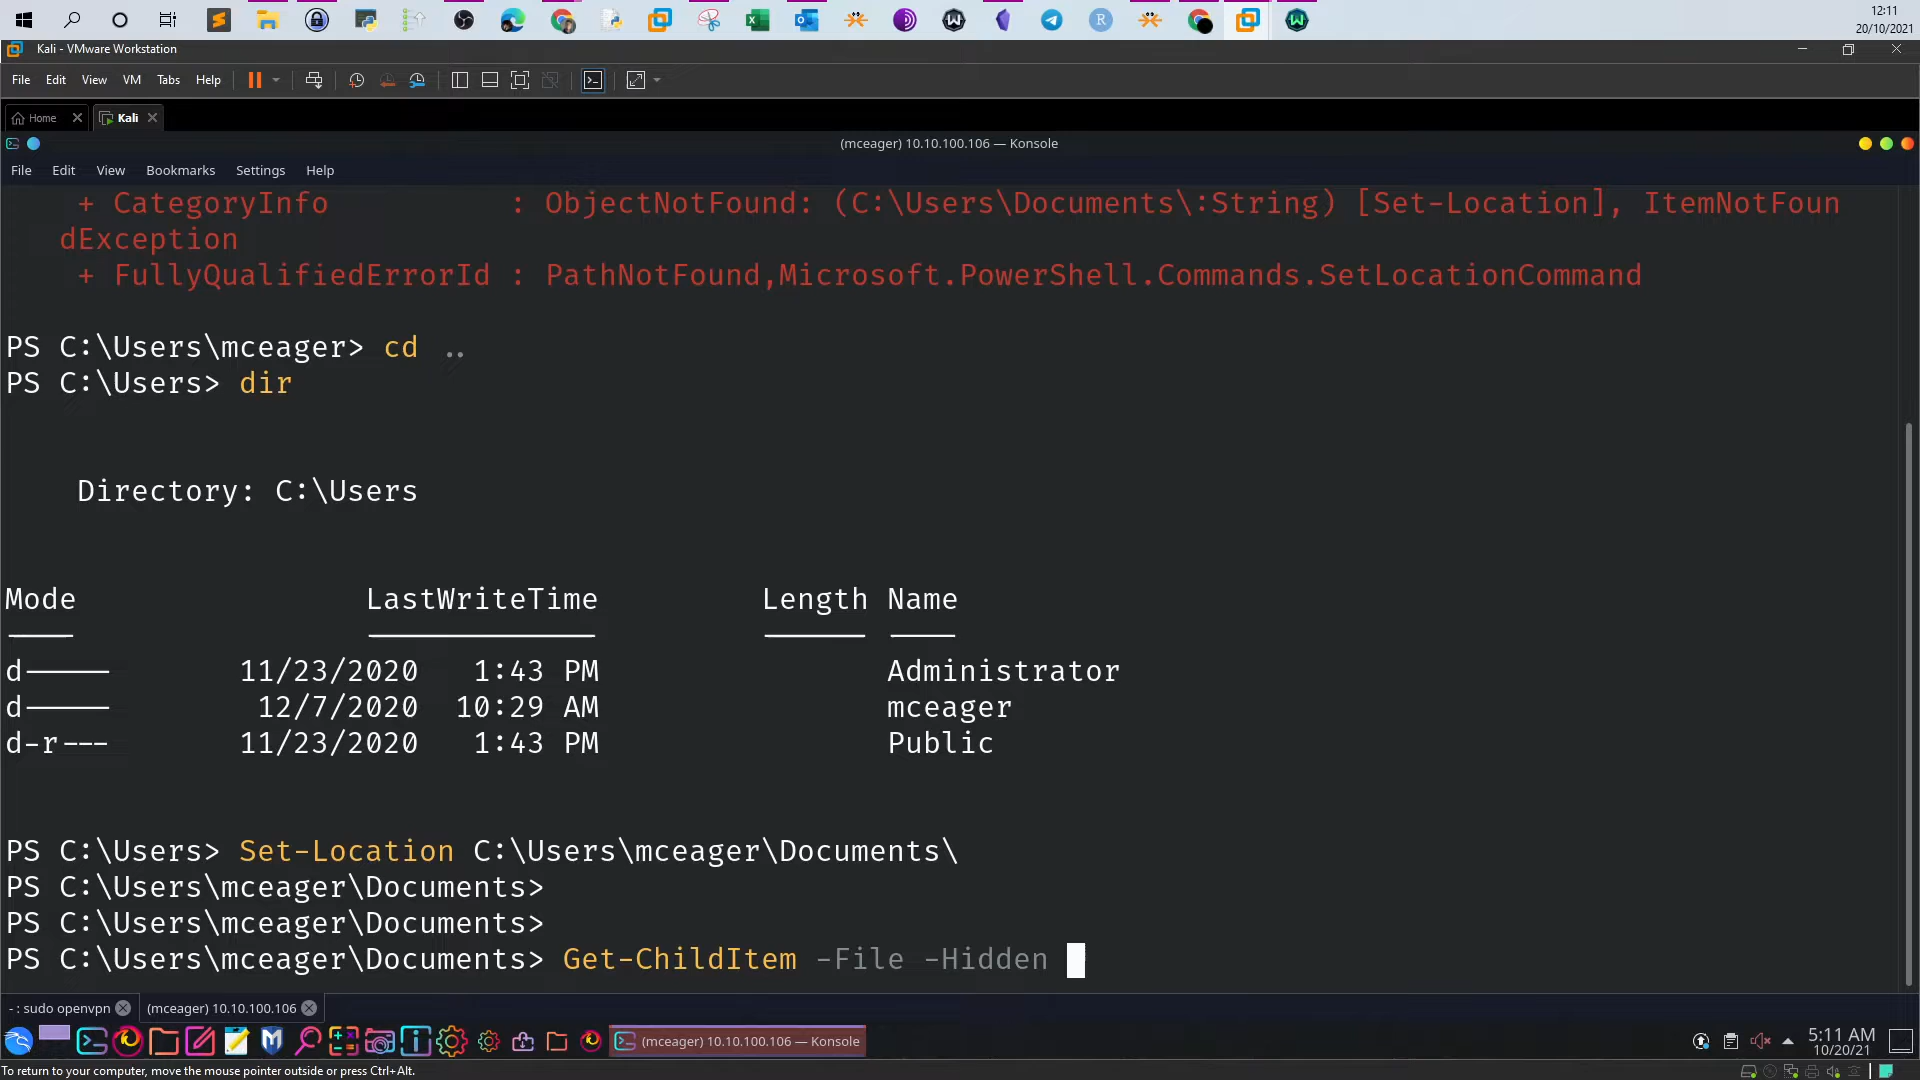 12:11
20/10/2021
Kali - VMware Workstation
File Edit View VM Tabs Help
Home Kali
(mceager) 10.10.100.106 — Konsole
File Edit View Bookmarks Settings Help
+ CategoryInfo : ObjectNotFound: (C:\Users\Documents\:String) [Set-Location], ItemNotFoun
dException
+ FullyQualifiedErrorId : PathNotFound,Microsoft.PowerShell.Commands.SetLocationCommand
PS C:\Users\mceager> cd ..
PS C:\Users> dir
Directory: C:\Users
Mode LastWriteTime Length Name
---- ------------- ------ ----
d----- 11/23/2020 1:43 PM Administrator
d----- 12/7/2020 10:29 AM mceager
d-r--- 11/23/2020 1:43 PM Public
PS C:\Users> Set-Location C:\Users\mceager\Documents\
PS C:\Users\mceager\Documents>
PS C:\Users\mceager\Documents>
PS C:\Users\mceager\Documents> Get-ChildItem -File -Hidden
- : sudo openvpn (mceager) 10.10.100.106
(mceager) 10.10.100.106 — Konsole
5:11 AM
10/20/21
To return to your computer, move the mouse pointer outside or press Ctrl+Alt.